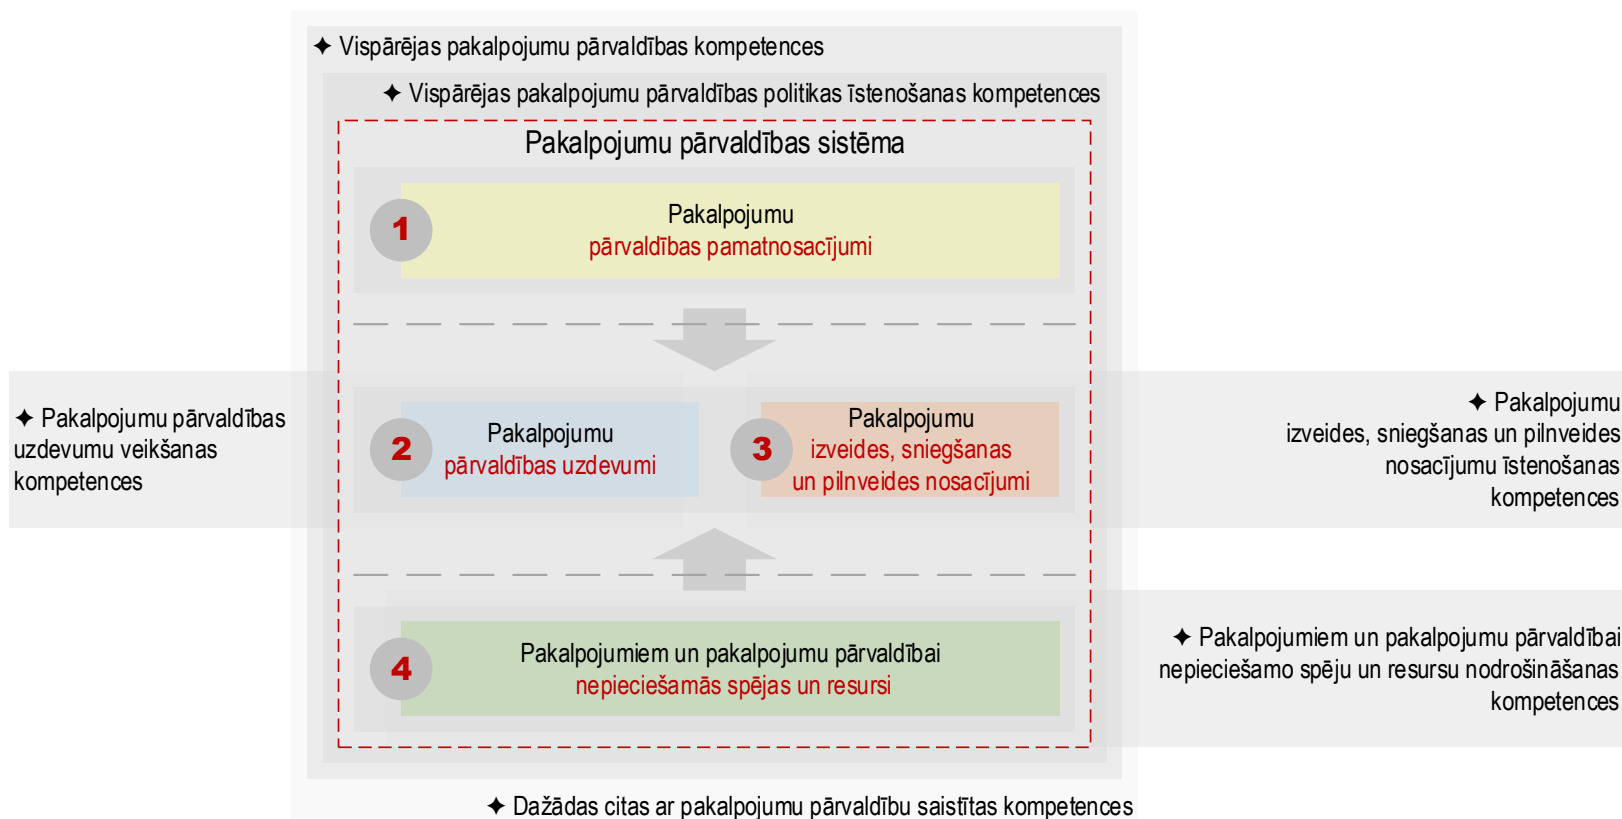 ✦ Vispārējas pakalpojumu pārvaldības kompetences
✦ Vispārējas pakalpojumu pārvaldības politikas īstenošanas kompetences
Pakalpojumu pārvaldības sistēma
1
Pakalpojumu
pārvaldības pamatnosacījumi
✦ Pakalpojumu pārvaldības
uzdevumu veikšanas
kompetences
2
Pakalpojumu
pārvaldības uzdevumi
3
Pakalpojumu
izveides, sniegšanas
un pilnveides nosacījumi
✦ Pakalpojumu
izveides, sniegšanas un pilnveides
nosacījumu īstenošanas
kompetences
4
Pakalpojumiem un pakalpojumu pārvaldībai
nepieciešamās spējas un resursi
✦ Pakalpojumiem un pakalpojumu pārvaldībai
nepieciešamo spēju un resursu nodrošināšanas
kompetences
✦ Dažādas citas ar pakalpojumu pārvaldību saistītas kompetences